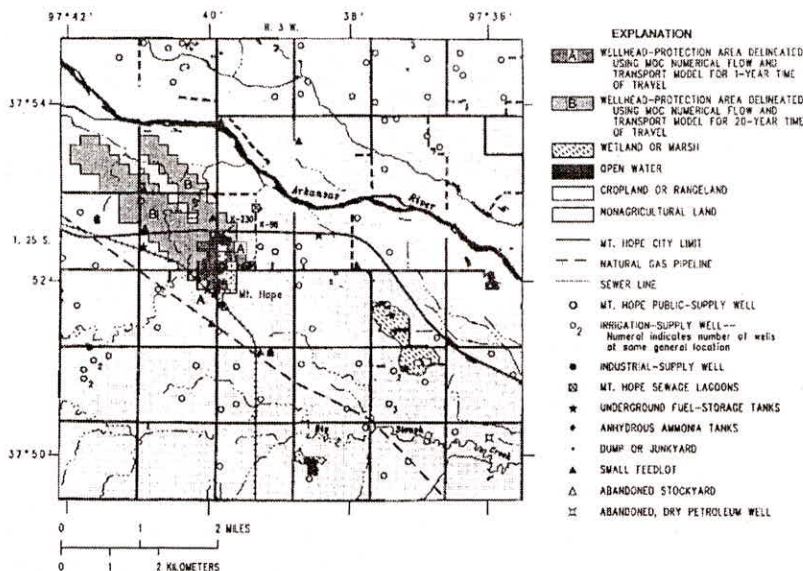 97°42' 40' R. 3 W. 38' 97°36'
37°54'
T. 25 S.
52'
37°50'
Arkansas River
B
B
K-96
A
A
Mt. Hope
Big Slough
Creek
0 1 2 MILES
0 1 2 KILOMETERS
EXPLANATION
A WELLHEAD-PROTECTION AREA DELINEATED
USING MOC NUMERICAL FLOW AND
TRANSPORT MODEL FOR 1-YEAR TIME
OF TRAVEL
B WELLHEAD-PROTECTION AREA DELINEATED
USING MOC NUMERICAL FLOW AND
TRANSPORT MODEL FOR 20-YEAR TIME
OF TRAVEL
WETLAND OR MARSH
OPEN WATER
CROPLAND OR RANGELAND
NONAGRICULTURAL LAND
MT. HOPE CITY LIMIT
NATURAL GAS PIPELINE
SEWER LINE
MT. HOPE PUBLIC-SUPPLY WELL
2 IRRIGATION-SUPPLY WELL--
Numeral indicates number of wells
at same general location
INDUSTRIAL-SUPPLY WELL
MT. HOPE SEWAGE LAGOONS
UNDERGROUND FUEL-STORAGE TANKS
ANHYDROUS AMMONIA TANKS
DUMP OR JUNKYARD
SMALL FEEDLOT
ABANDONED STOCKYARD
ABANDONED, DRY PETROLEUM WELL